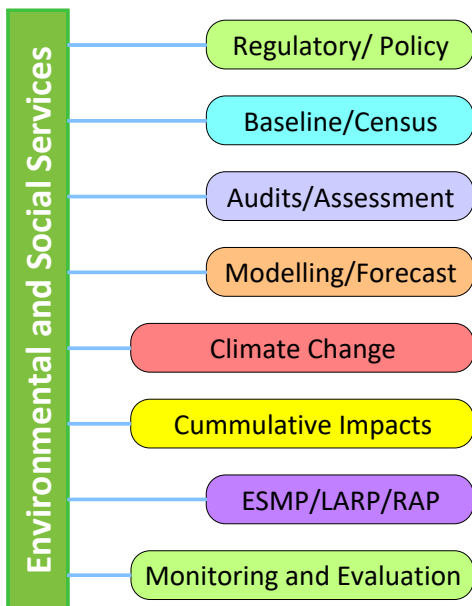 Environmental and Social Services
Regulatory/ Policy
Baseline/Census
Audits/Assessment
Modelling/Forecast
Climate Change
Cummulative Impacts
ESMP/LARP/RAP
Monitoring and Evaluation